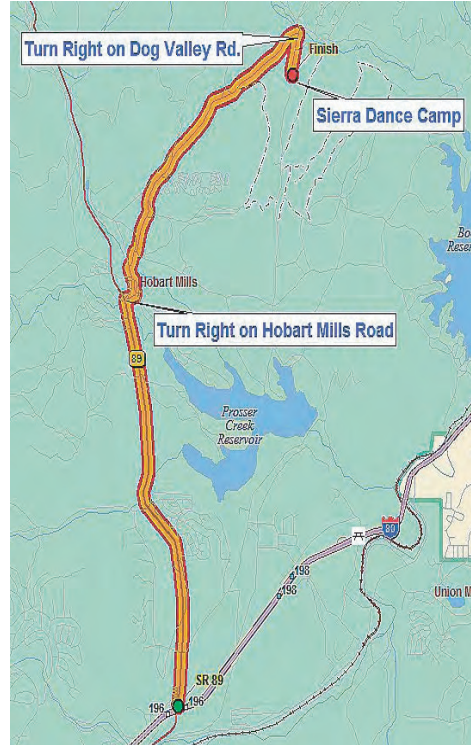 Turn Right on Dog Valley Rd.
Finish
Sierra Dance Camp
Hobart Mills
Turn Right on Hobart Mills Road
89
Prosser
Creek
Reservoir
80
198
198
SR 89
196
196